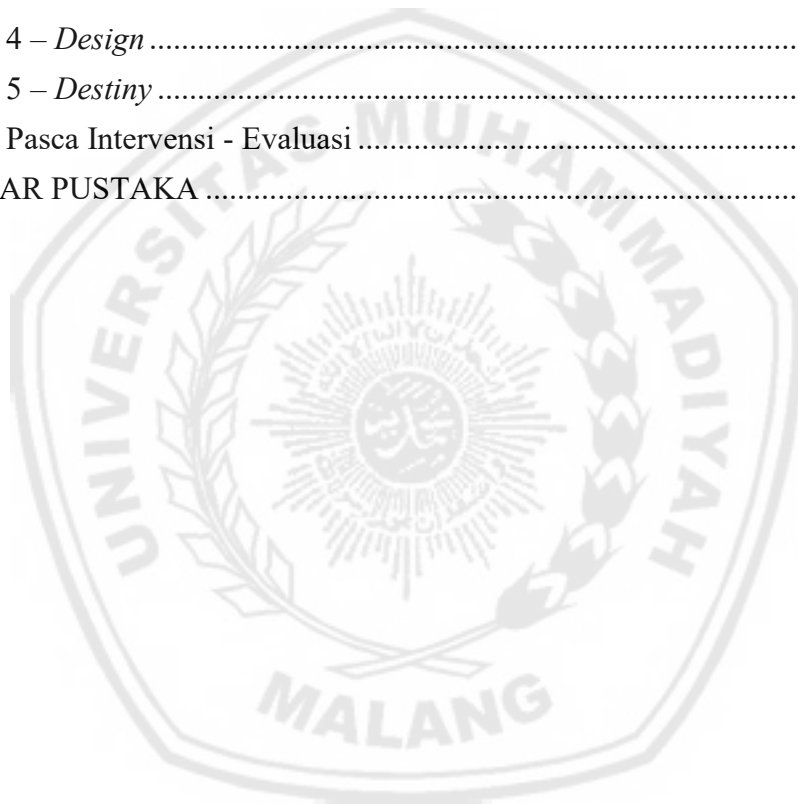 4 – Design ................................................................................
5 – Destiny ...............................................................................
Pasca Intervensi - Evaluasi .......................................................
AR PUSTAKA ..........................................................................
UNIVERSITAS MUHAMMADIYAH
MALANG